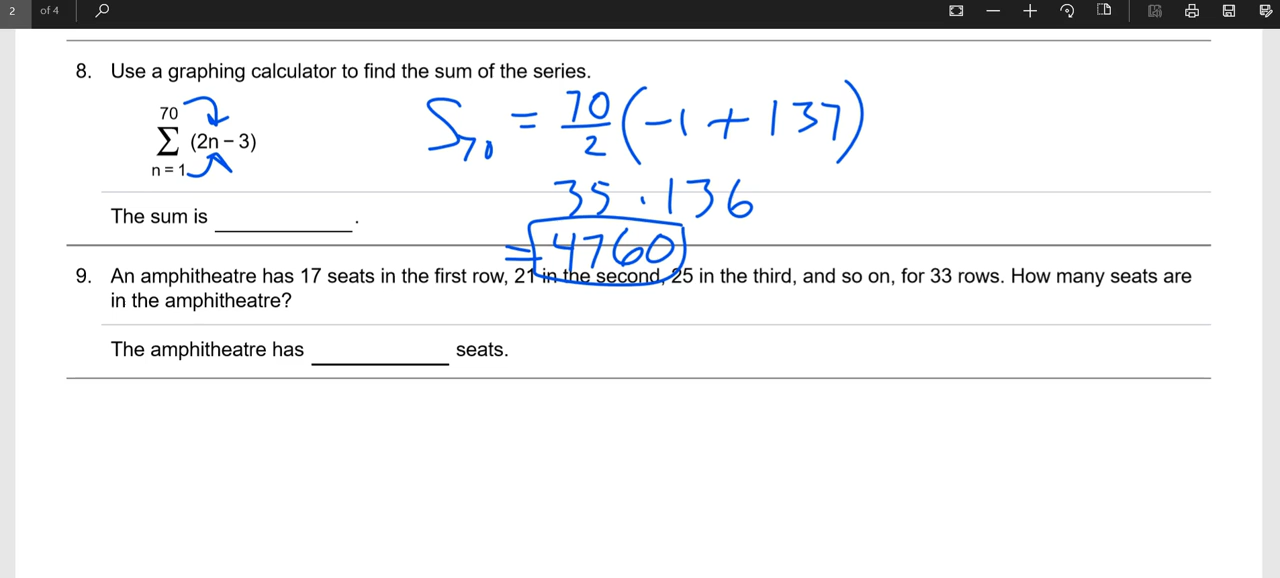 2 of 4
8. Use a graphing calculator to find the sum of the series.
70
Σ (2n – 3)
n = 1
S₇₀ = 70/2 (-1 + 137)
35 · 136
The sum is ____________.
= 4760
9. An amphitheatre has 17 seats in the first row, 21 in the second, 25 in the third, and so on, for 33 rows. How many seats are
in the amphitheatre?
The amphitheatre has ____________ seats.